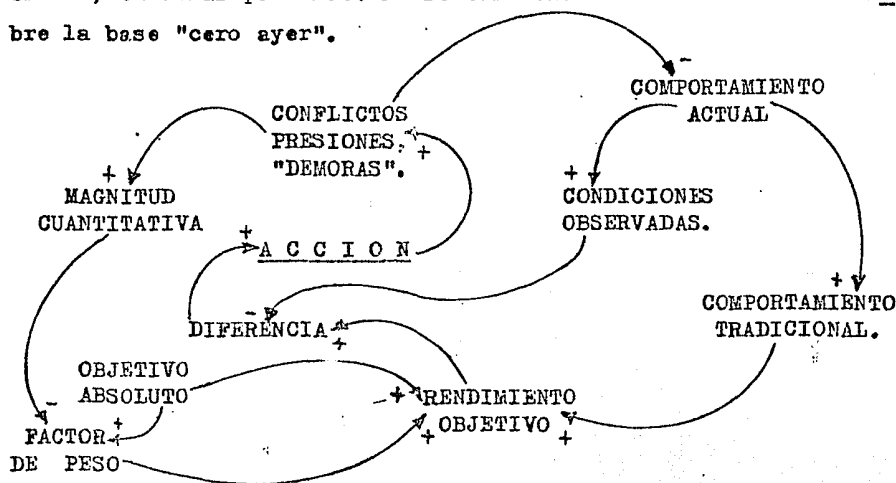 bre la base "cero ayer".
CONFLICTOS
PRESIONES.
"DEMORAS".
COMPORTAMIENTO
ACTUAL
MAGNITUD
CUANTITATIVA
CONDICIONES
OBSERVADAS.
A C C I O N
COMPORTAMIENTO
TRADICIONAL.
DIFERENCIA
OBJETIVO
ABSOLUTO
RENDIMIENTO
OBJETIVO
FACTOR
DE PESO